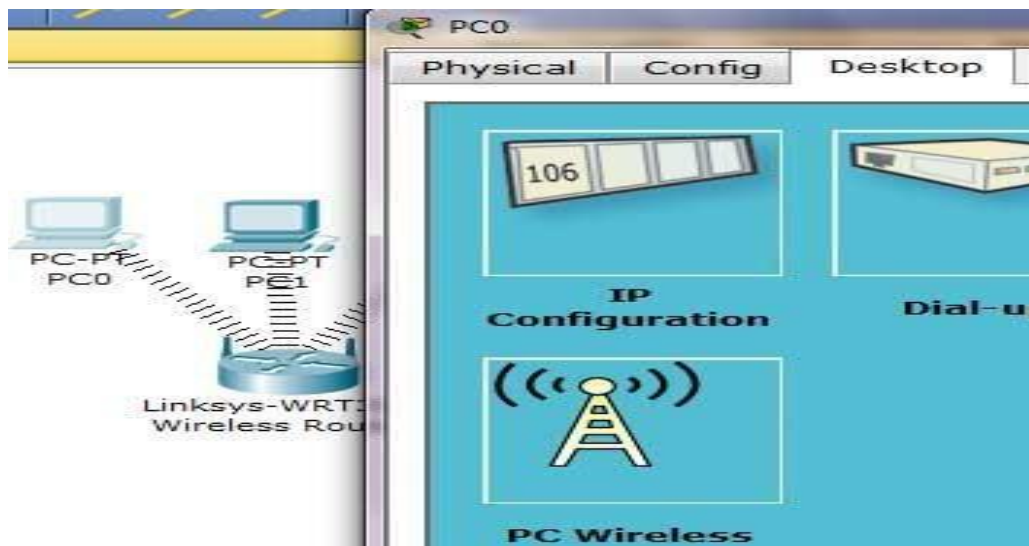 PC0
Physical Config Desktop
106
IP
Configuration
Dial-u
PC Wireless
PC-PT
PC0
PC-PT
PC1
Linksys-WRT
Wireless Rou